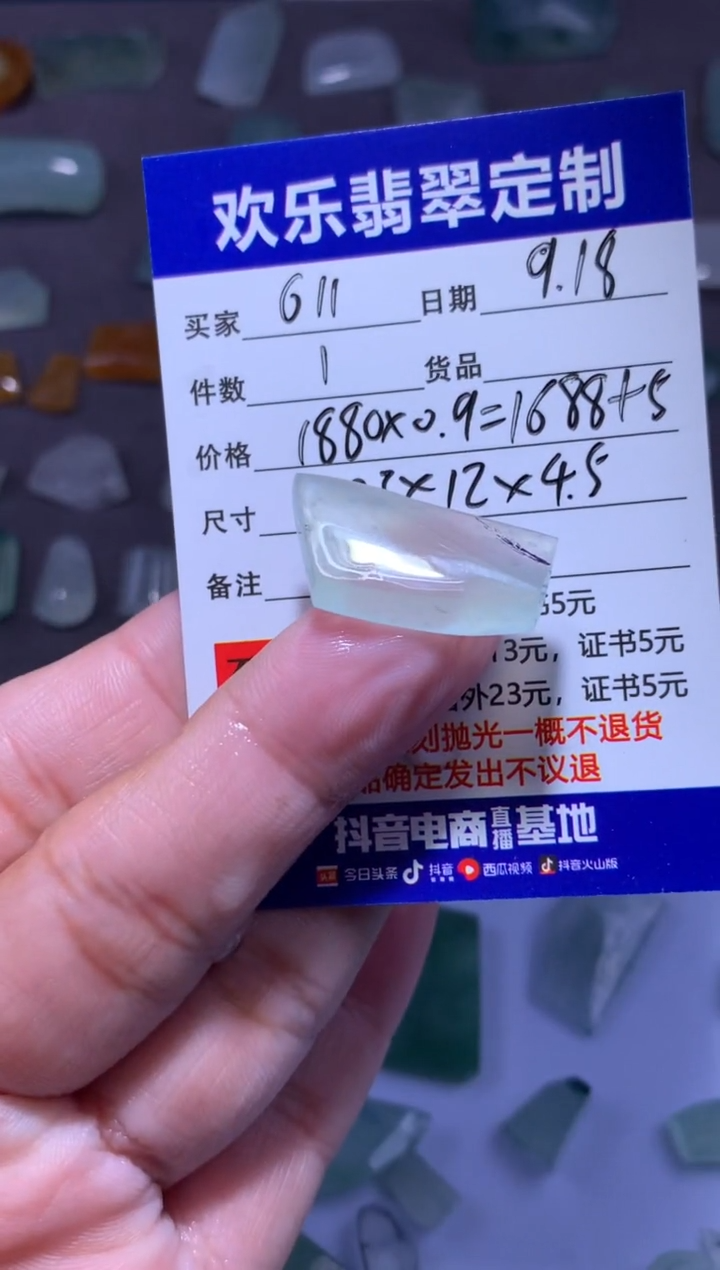 欢乐翡翠定制
买家 611 日期 9.18
件数 1 货品
价格 1880×0.9=1688+5
尺寸 ×12×4.5
备注
5元
13元，证书5元
外23元，证书5元
刻抛光一概不退货
品确定发出不议退
抖音电商直播基地
今日头条 抖音 西瓜视频 抖音火山版